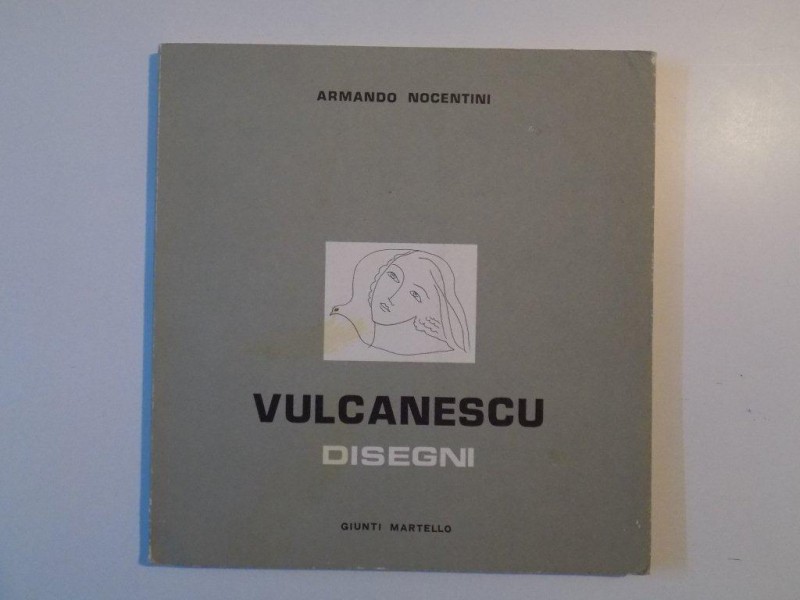 ARMANDO NOCENTINI
VULCANESCU
DISEGNI
GIUNTI MARTELLO